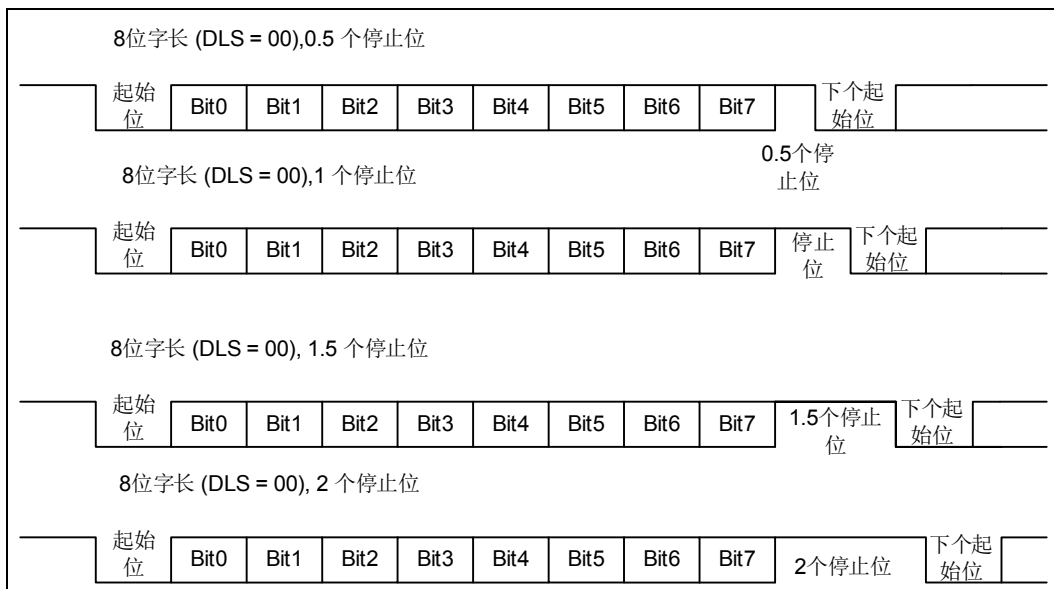 8位字长 (DLS = 00),0.5 个停止位
起始
位
Bit0 Bit1 Bit2 Bit3 Bit4 Bit5 Bit6 Bit7
下个起
始位
0.5个停
止位
8位字长 (DLS = 00),1 个停止位
起始
位
Bit0 Bit1 Bit2 Bit3 Bit4 Bit5 Bit6 Bit7
停止
位
下个起
始位
8位字长 (DLS = 00), 1.5 个停止位
起始
位
Bit0 Bit1 Bit2 Bit3 Bit4 Bit5 Bit6 Bit7
1.5个停止
位
下个起
始位
8位字长 (DLS = 00), 2 个停止位
起始
位
Bit0 Bit1 Bit2 Bit3 Bit4 Bit5 Bit6 Bit7
2个停止位
下个起
始位